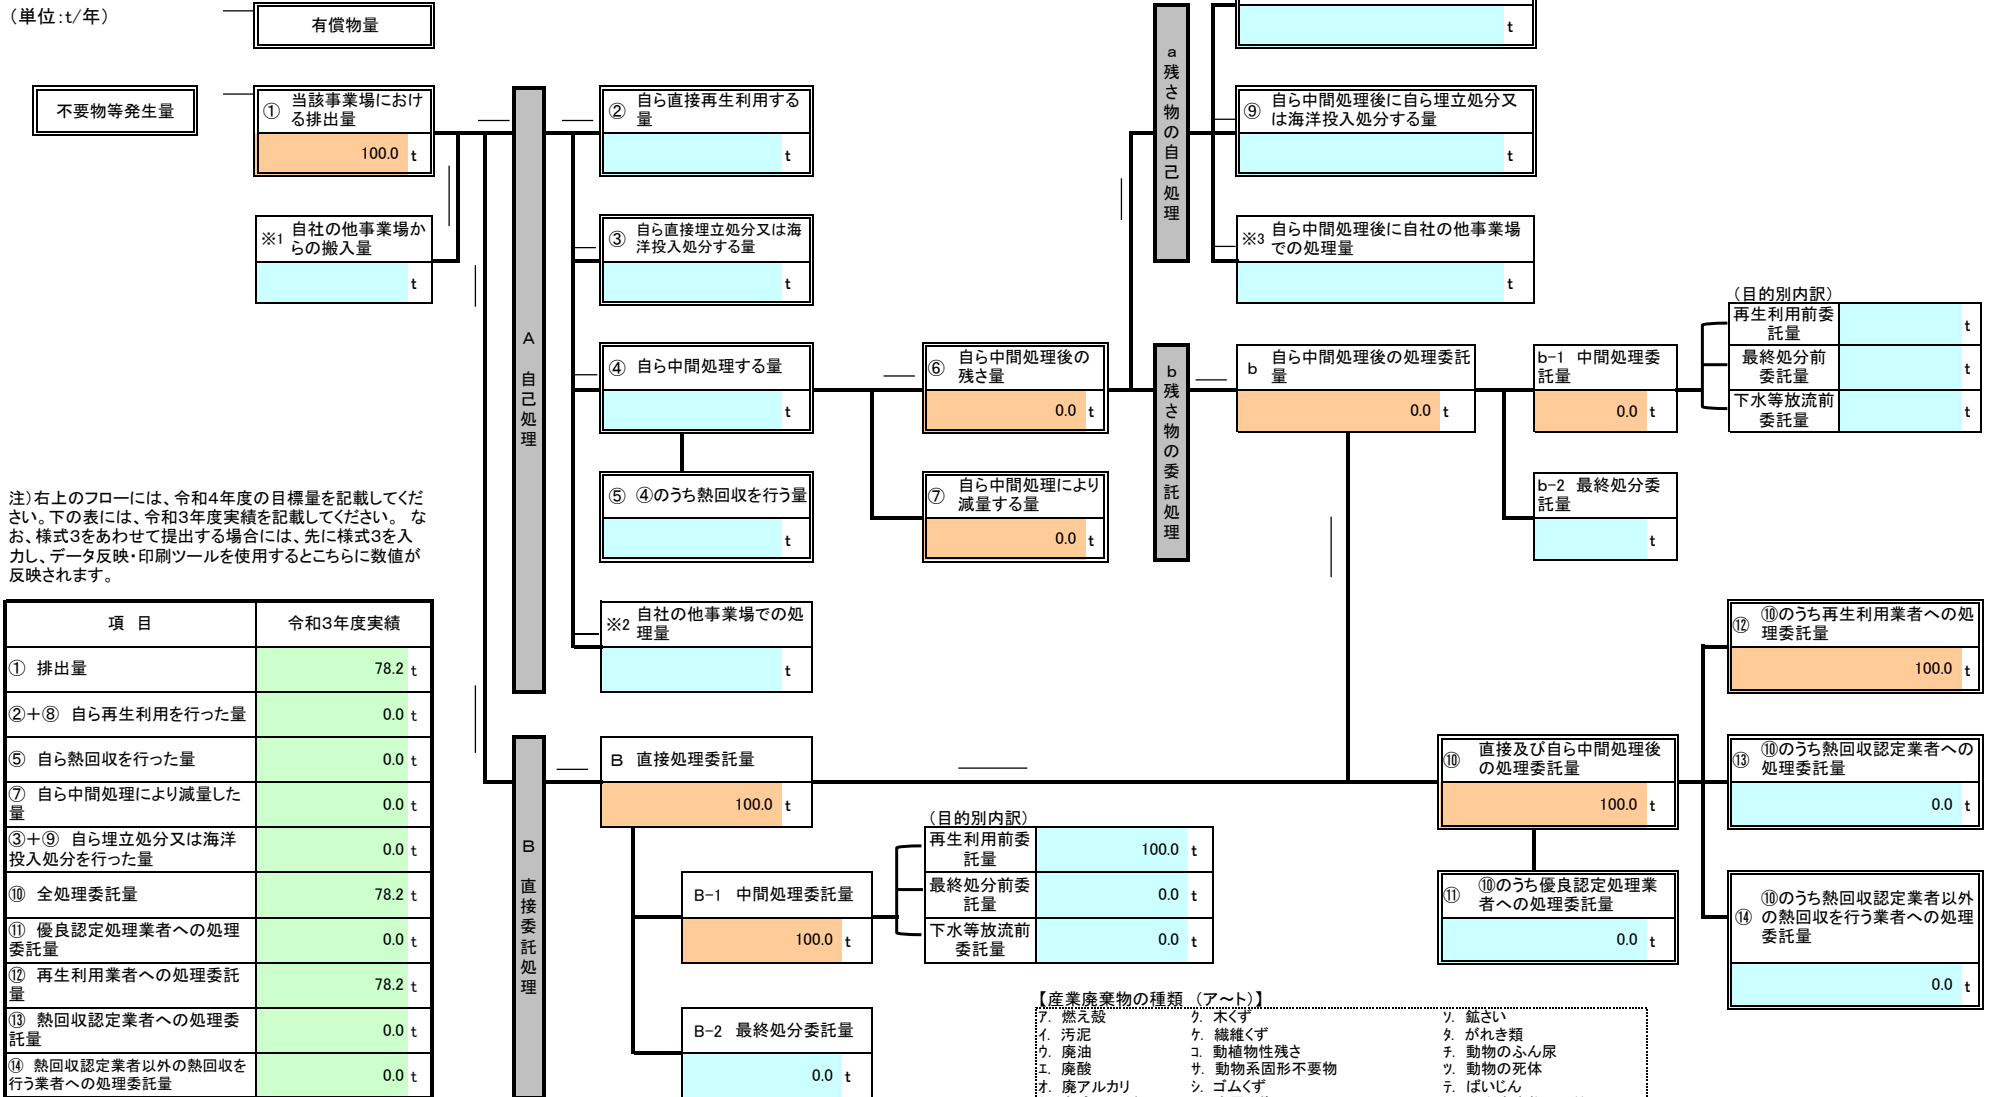 （単位:t/年）
有償物量
t
不要物等発生量
① 当該事業場におけ
る排出量
100.0 t
※1 自社の他事業場か
らの搬入量
t
A 自己処理
② 自ら直接再生利用する
量
t
③ 自ら直接埋立処分又は海
洋投入処分する量
t
④ 自ら中間処理する量
t
⑤ ④のうち熱回収を行う量
t
※2 自社の他事業場での処
理量
t
⑥ 自ら中間処理後の
残さ量
0.0 t
⑦ 自ら中間処理により
減量する量
0.0 t
a 残さ物の自己処理
⑨ 自ら中間処理後に自ら埋立処分又
は海洋投入処分する量
t
※3 自ら中間処理後に自社の他事業場
での処理量
t
b 残さ物の委託処理
b 自ら中間処理後の処理委託
量
0.0 t
b-1 中間処理委
託量
0.0 t
b-2 最終処分委
託量
t
（目的別内訳）
再生利用前委
託量
t
最終処分前
委託量
t
下水等放流前
委託量
t
注）右上のフローには、令和4年度の目標量を記載してくだ
さい。下の表には、令和3年度実績を記載してください。 な
お、様式3をあわせて提出する場合には、先に様式3を入
力し、データ反映・印刷ツールを使用するとこちらに数値が
反映されます。
項 目 令和3年度実績
① 排出量 78.2 t
②＋⑧ 自ら再生利用を行った量 0.0 t
⑤ 自ら熱回収を行った量 0.0 t
⑦ 自ら中間処理により減量した
量 0.0 t
③＋⑨ 自ら埋立処分又は海洋
投入処分を行った量 0.0 t
⑩ 全処理委託量 78.2 t
⑪ 優良認定処理業者への処理
委託量 0.0 t
⑫ 再生利用業者への処理委託
量 78.2 t
⑬ 熱回収認定業者への処理委
託量 0.0 t
⑭ 熱回収認定業者以外の熱回収を
行う業者への処理委託量 0.0 t
B 直接委託処理
B 直接処理委託量
100.0 t
B-1 中間処理委託量
100.0 t
B-2 最終処分委託量
0.0 t
（目的別内訳）
再生利用前委
託量
100.0 t
最終処分前委
託量
0.0 t
下水等放流前
委託量
0.0 t
⑩ 直接及び自ら中間処理後
の処理委託量
100.0 t
⑪ ⑩のうち優良認定処理業
者への処理委託量
0.0 t
⑫ ⑩のうち再生利用業者への処
理委託量
100.0 t
⑬ ⑩のうち熱回収認定業者への
処理委託量
0.0 t
⑭ ⑩のうち熱回収認定業者以外
の熱回収を行う業者への処理
委託量
0.0 t
【産業廃棄物の種類 （ア～ト）】
ア. 燃え殻 ク. 木くず ソ. 鉱さい
イ. 汚泥 ケ. 繊維くず タ. がれき類
ウ. 廃油 コ. 動植物性残さ チ. 動物のふん尿
エ. 廃酸 サ. 動物系固形不要物 ツ. 動物の死体
オ. 廃アルカリ シ. ゴムくず テ. ばいじん